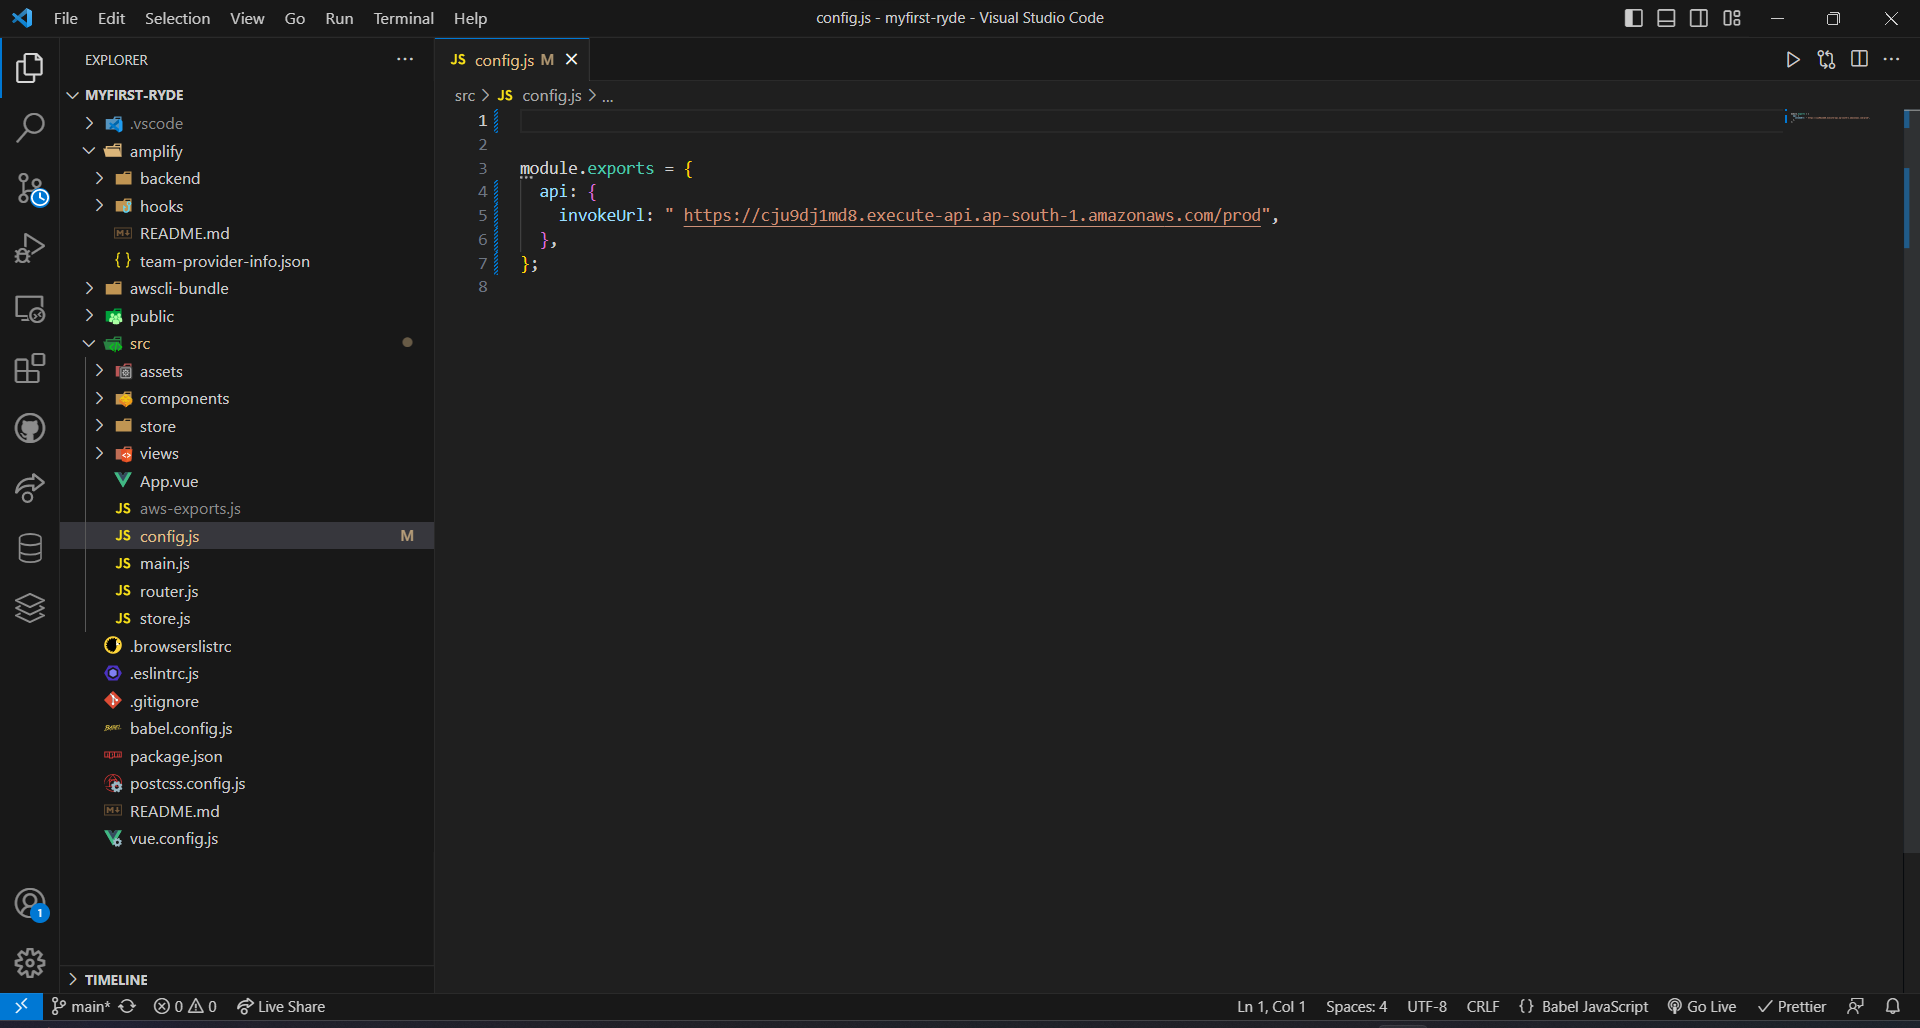 File Edit Selection View Go Run Terminal Help
config.js - myfirst-ryde - Visual Studio Code
EXPLORER
MYFIRST-RYDE
.vscode
amplify
backend
hooks
README.md
{} team-provider-info.json
awscli-bundle
public
src
assets
components
store
views
App.vue
JS aws-exports.js
JS config.js M
JS main.js
JS router.js
JS store.js
.browserslistrc
.eslintrc.js
.gitignore
babel.config.js
package.json
postcss.config.js
README.md
vue.config.js
TIMELINE
1
JS config.js M
src > JS config.js > ...
1
2
3 module.exports = {
4 api: {
5 invokeUrl: " https://cju9dj1md8.execute-api.ap-south-1.amazonaws.com/prod",
6 },
7 };
8
main* 0 0 Live Share
Ln 1, Col 1 Spaces: 4 UTF-8 CRLF {} Babel JavaScript Go Live Prettier